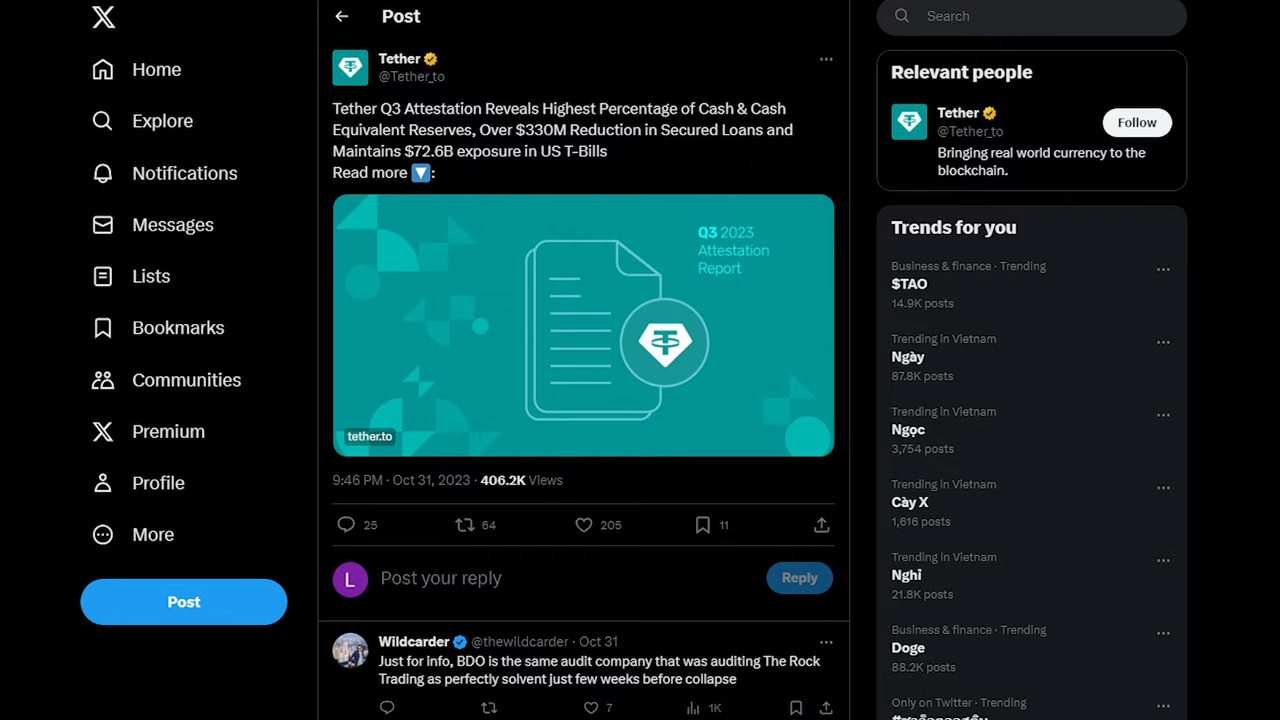 Post
Search
Home
Explore
Notifications
Messages
Lists
Bookmarks
Communities
Premium
Profile
More
Post
Tether
@Tether_to
Tether Q3 Attestation Reveals Highest Percentage of Cash & Cash
Equivalent Reserves, Over $330M Reduction in Secured Loans and
Maintains $72.6B exposure in US T-Bills
Read more 🔽:
Q3 2023
Attestation
Report
tether.to
9:46 PM · Oct 31, 2023 · 406.2K Views
25 64 205 11
L Post your reply Reply
Wildcarder @thewildcarder · Oct 31
Just for info, BDO is the same audit company that was auditing The Rock
Trading as perfectly solvent just few weeks before collapse
7 1K
Relevant people
Tether
@Tether_to
Follow
Bringing real world currency to the
blockchain.
Trends for you
Business & finance · Trending
$TAO
14.9K posts
Trending in Vietnam
Ngày
87.8K posts
Trending in Vietnam
Ngọc
3,754 posts
Trending in Vietnam
Cày X
1,616 posts
Trending in Vietnam
Nghỉ
21.8K posts
Business & finance · Trending
Doge
88.2K posts
Only on Twitter · Trending